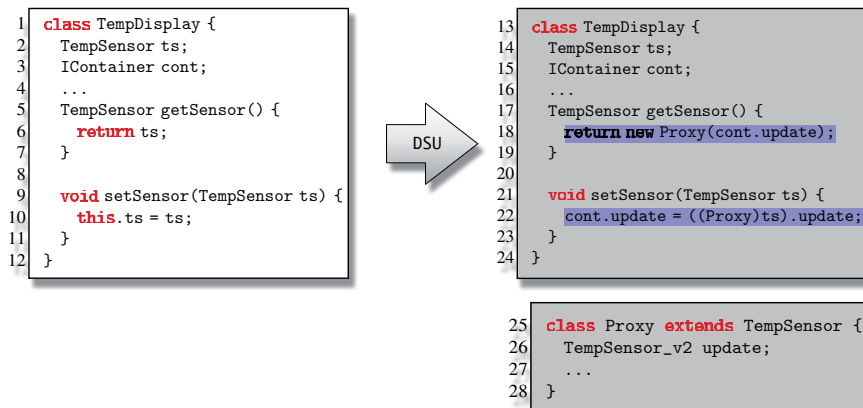 1 class TempDisplay {
2 TempSensor ts;
3 IContainer cont;
4 ...
5 TempSensor getSensor() {
6 return ts;
7 }
8
9 void setSensor(TempSensor ts) {
10 this.ts = ts;
11 }
12 }
DSU
13 class TempDisplay {
14 TempSensor ts;
15 IContainer cont;
16 ...
17 TempSensor getSensor() {
18 return new Proxy(cont.update);
19 }
20
21 void setSensor(TempSensor ts) {
22 cont.update = ((Proxy)ts).update;
23 }
24 }
25 class Proxy extends TempSensor {
26 TempSensor_v2 update;
27 ...
28 }